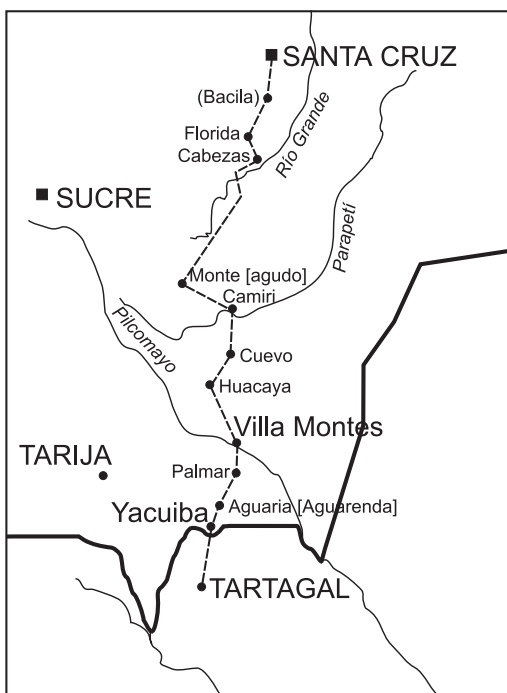 SANTA CRUZ
(Bacila)
Florida
Cabezas
Río Grande
SUCRE
Parapetí
Monte [agudo]
Camiri
Pilcomayo
Cuevo
Huacaya
Villa Montes
TARIJA
Palmar
Aguaria [Aguarenda]
Yacuiba
TARTAGAL